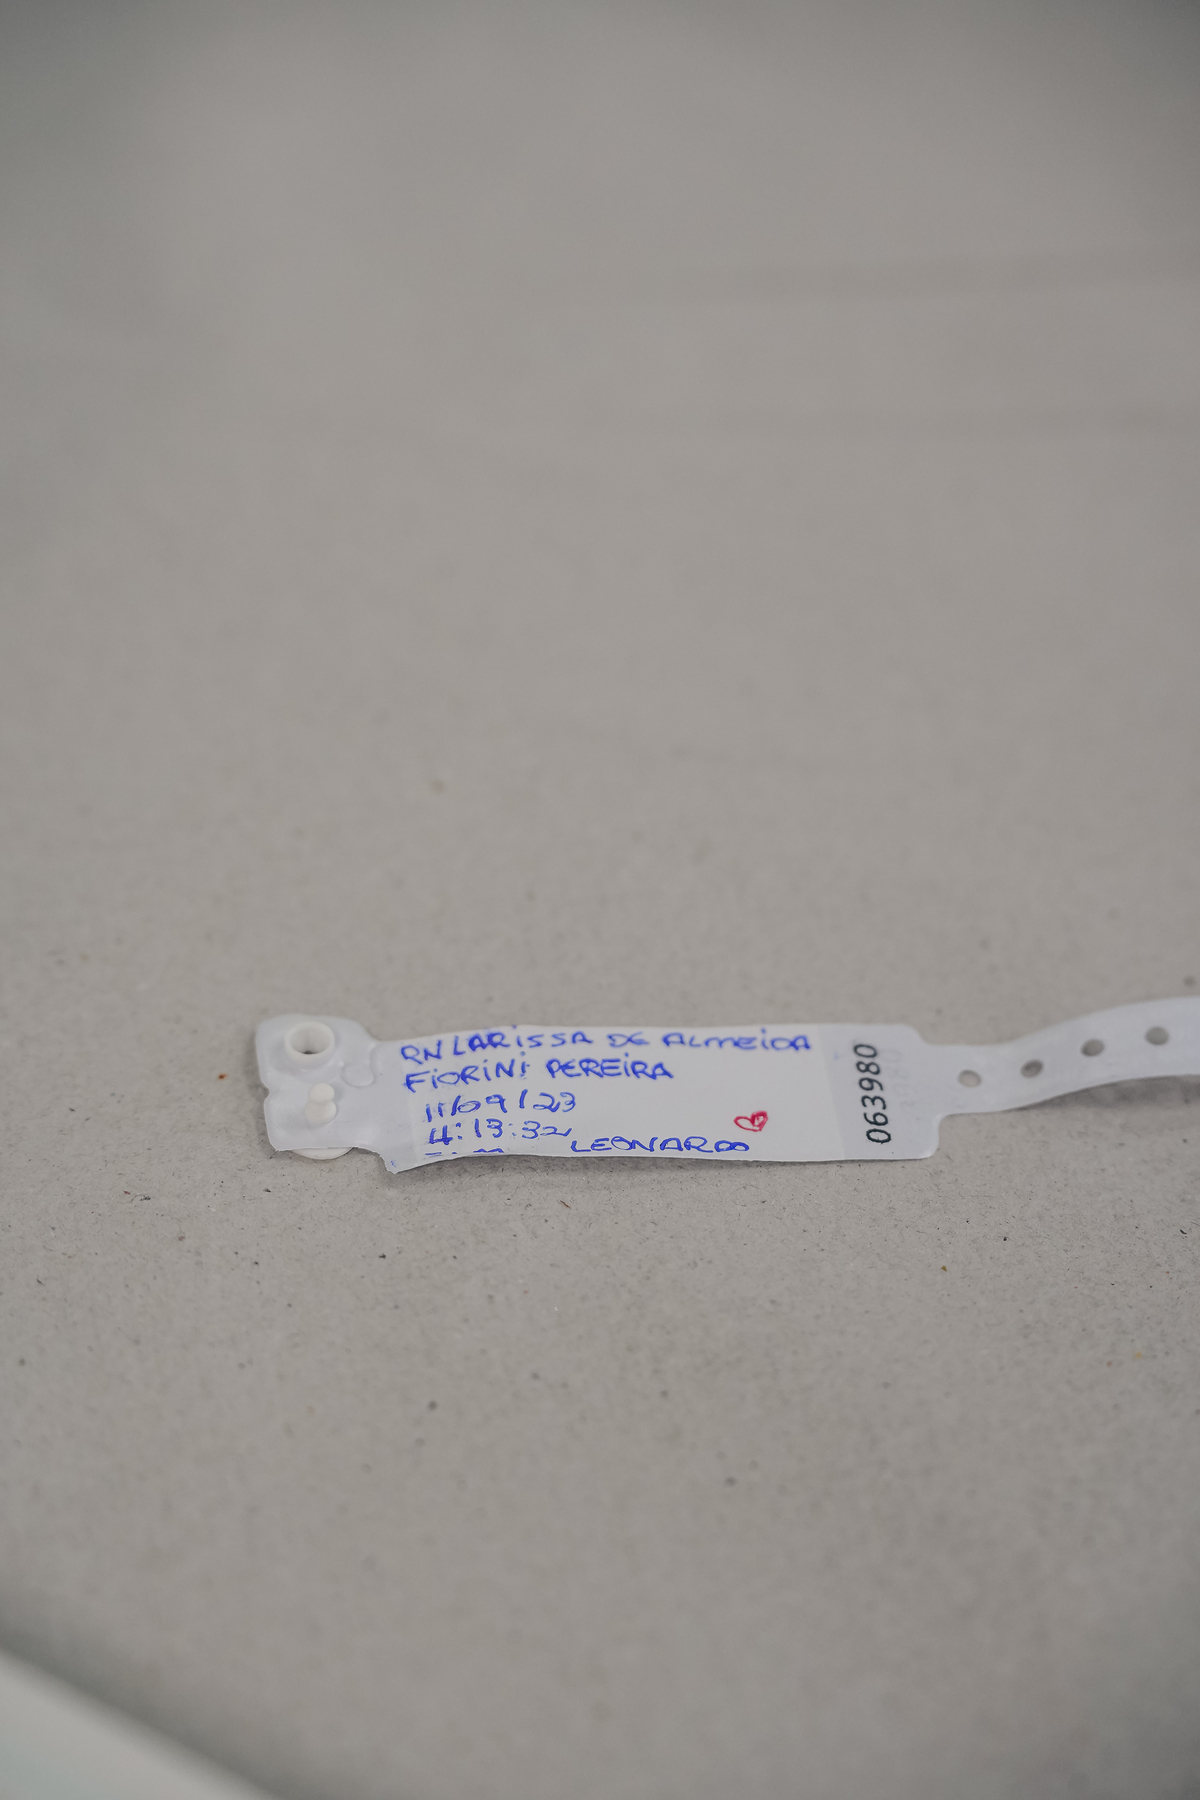 RN LARISSA DE ALMEIDA
FIORINI PEREIRA
11/09/23
4:13:32
LEONARDO
063980